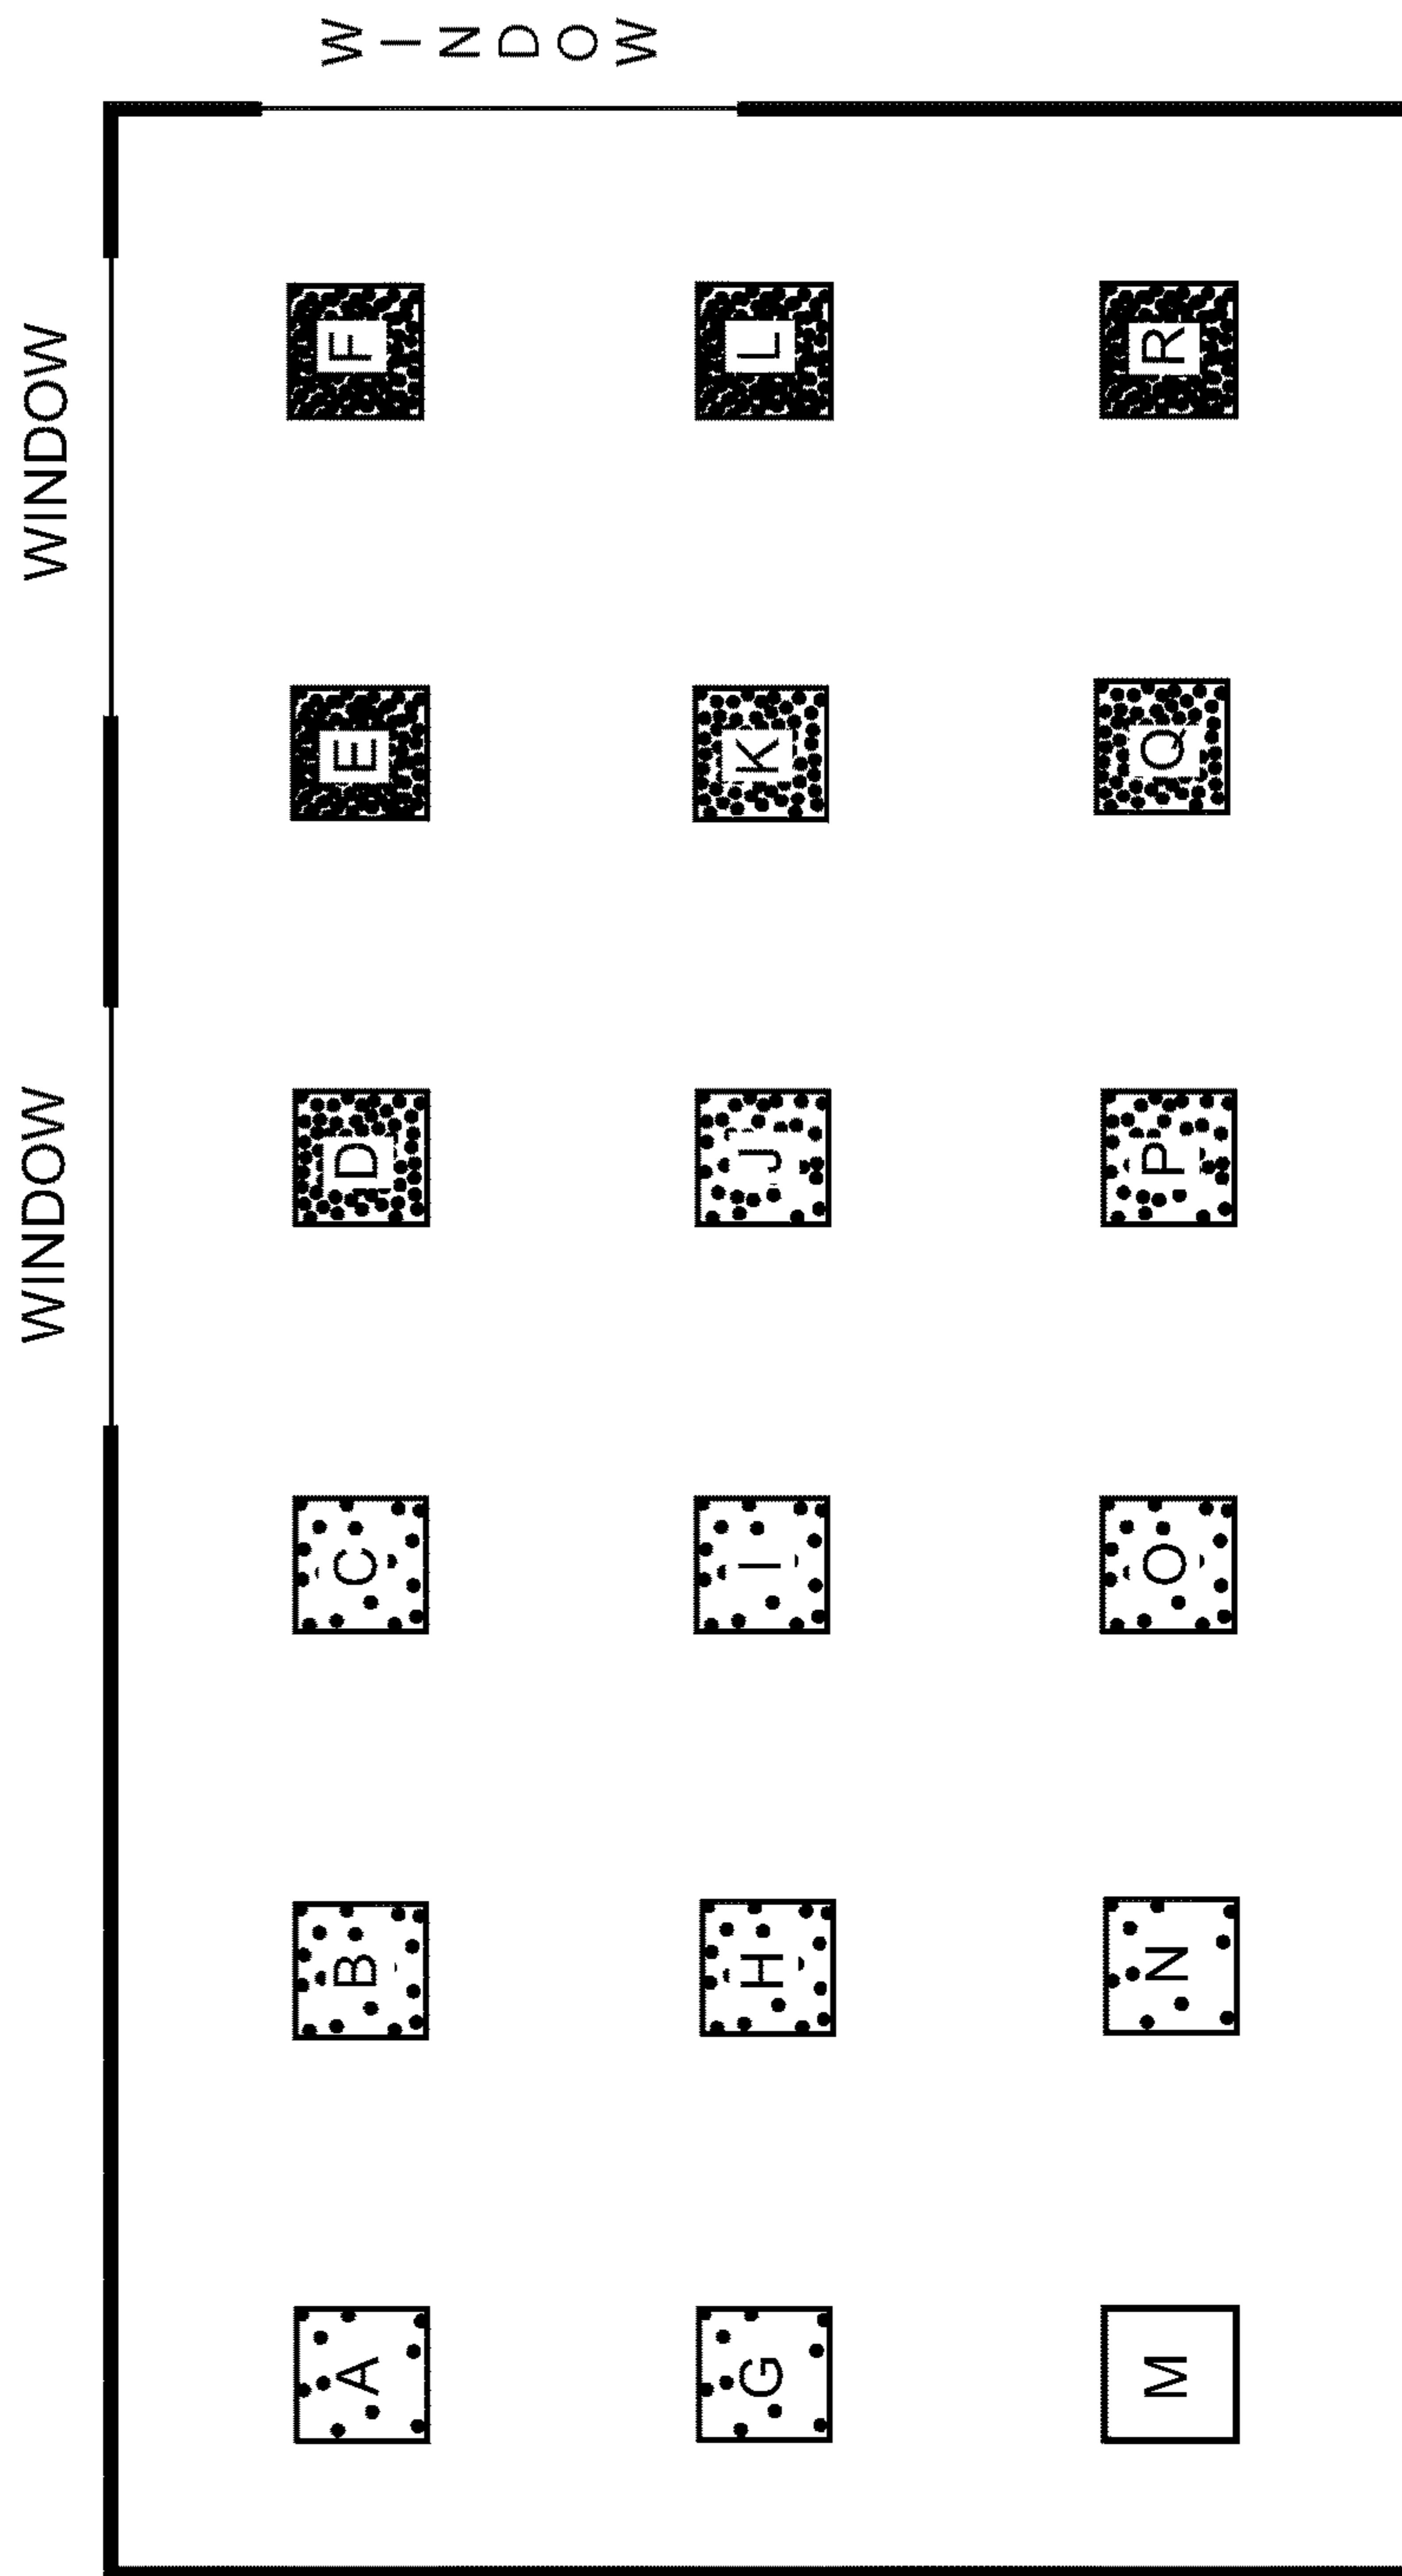 WINDOW
WINDOW
A B C D E F
WINDOW
G H I J K L
M N O P Q R